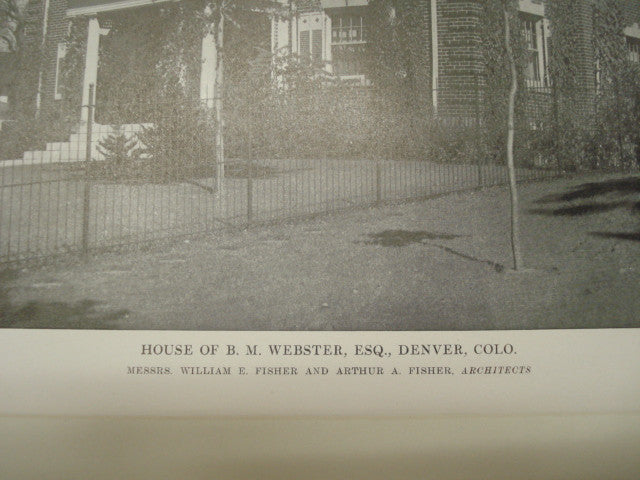 HOUSE OF B. M. WEBSTER, ESQ., DENVER, COLO.
MESSRS. WILLIAM E. FISHER AND ARTHUR A. FISHER, ARCHITECTS